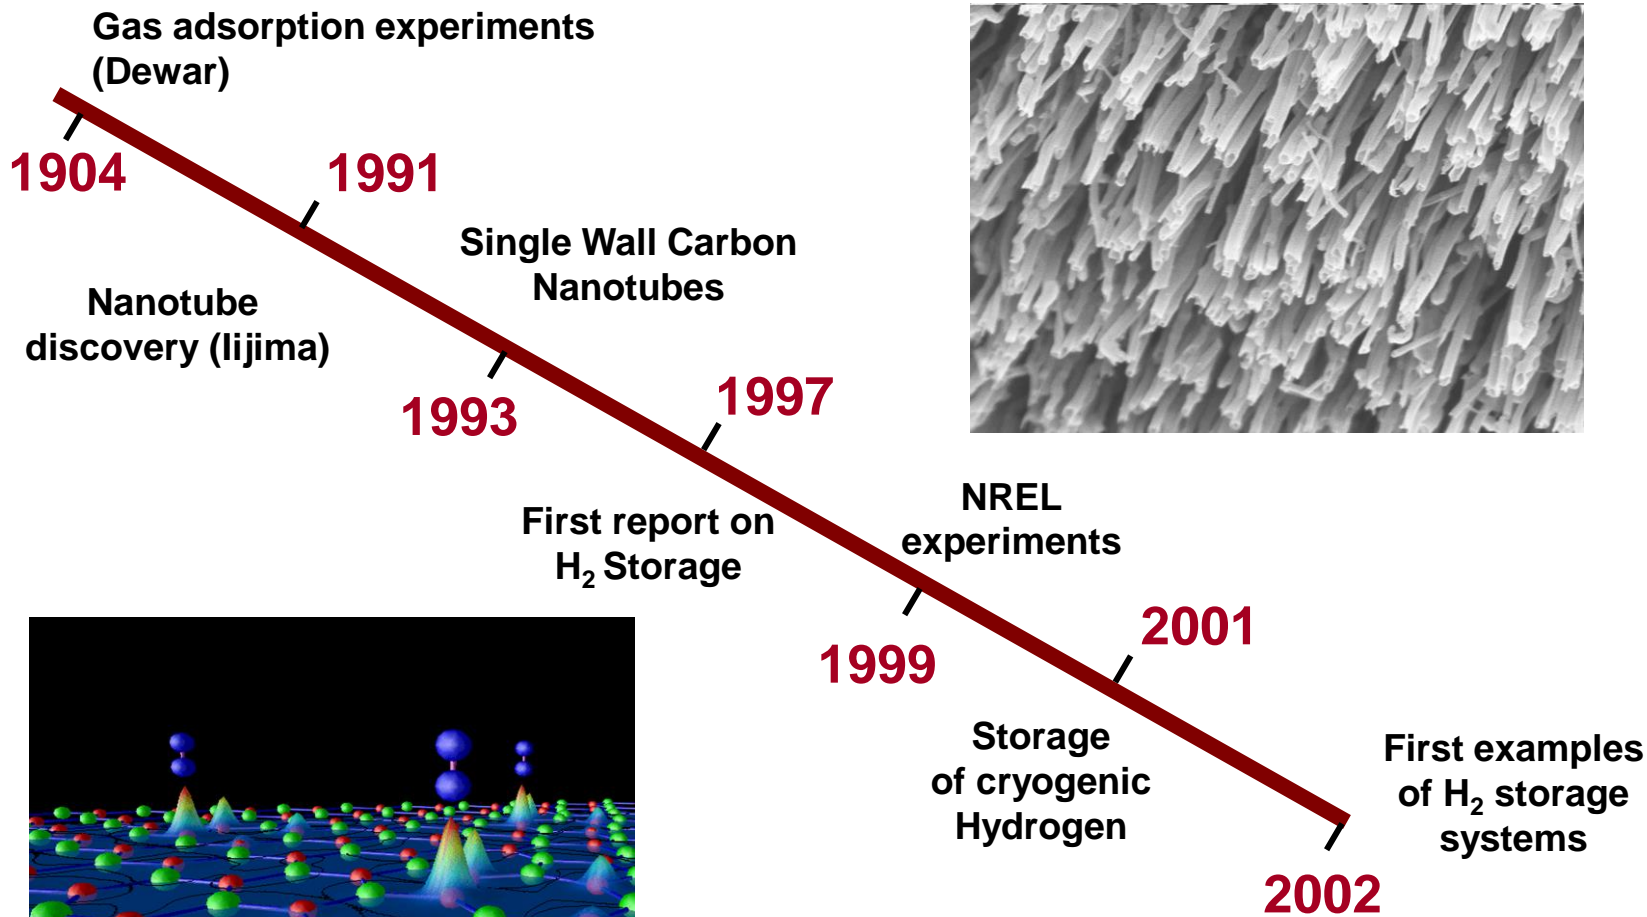 Gas adsorption experiments
(Dewar)
1904
1991
Nanotube
discovery (Iijima)
Single Wall Carbon
Nanotubes
1993
1997
First report on
H₂ Storage
NREL
experiments
1999
2001
Storage
of cryogenic
Hydrogen
First examples
of H₂ storage
systems
2002